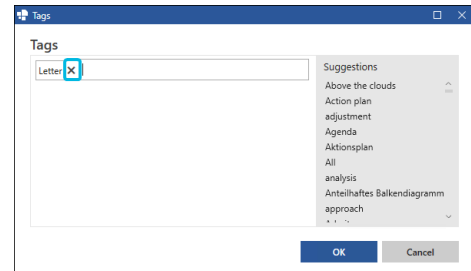 Tags
Tags
Letter
Suggestions
Above the clouds
Action plan
adjustment
Agenda
Aktionsplan
All
analysis
Anteilhaftes Balkendiagramm
approach
OK
Cancel